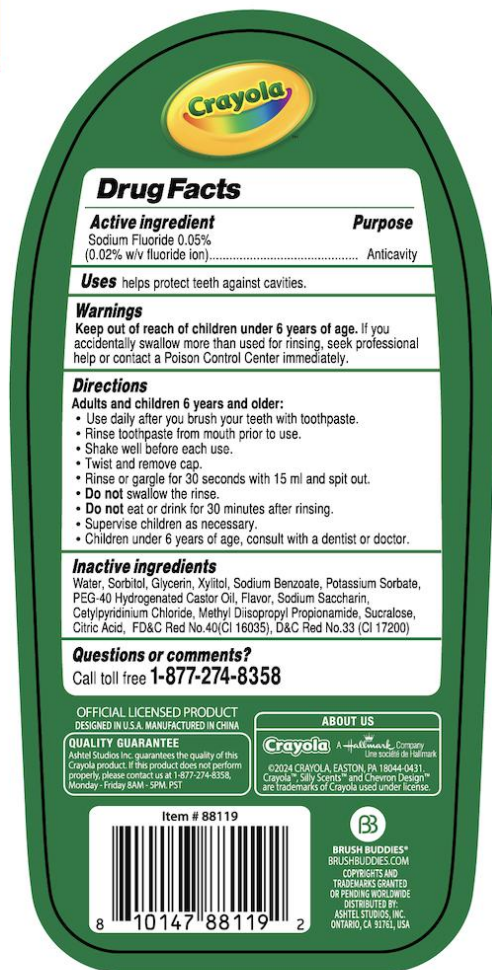 Crayola
Drug Facts
Active ingredient Purpose
Sodium Fluoride 0.05%
(0.02% w/v fluoride ion)............................................ Anticavity
Uses helps protect teeth against cavities.
Warnings
Keep out of reach of children under 6 years of age. If you
accidentally swallow more than used for rinsing, seek professional
help or contact a Poison Control Center immediately.
Directions
Adults and children 6 years and older:
• Use daily after you brush your teeth with toothpaste.
• Rinse toothpaste from mouth prior to use.
• Shake well before each use.
• Twist and remove cap.
• Rinse or gargle for 30 seconds with 15 ml and spit out.
• Do not swallow the rinse.
• Do not eat or drink for 30 minutes after rinsing.
• Supervise children as necessary.
• Children under 6 years of age, consult with a dentist or doctor.
Inactive ingredients
Water, Sorbitol, Glycerin, Xylitol, Sodium Benzoate, Potassium Sorbate,
PEG-40 Hydrogenated Castor Oil, Flavor, Sodium Saccharin,
Cetylpyridinium Chloride, Methyl Diisopropyl Propionamide, Sucralose,
Citric Acid, FD&C Red No.40(CI 16035), D&C Red No.33 (CI 17200)
Questions or comments?
Call toll free 1-877-274-8358
OFFICIAL LICENSED PRODUCT
DESIGNED IN U.S.A. MANUFACTURED IN CHINA
QUALITY GUARANTEE
Ashtel Studios Inc. guarantees the quality of this
Crayola product. If this product does not perform
properly, please contact us at 1-877-274-8358,
Monday - Friday 8AM - 5PM. PST
ABOUT US
Crayola A Hallmark Company
Une société de Hallmark
©2024 CRAYOLA, EASTON, PA 18044-0431.
Crayola™, Silly Scents™ and Chevron Design™
are trademarks of Crayola used under license.
Item # 88119
8 10147 88119 2
BB
BRUSH BUDDIES®
BRUSHBUDDIES.COM
COPYRIGHTS AND
TRADEMARKS GRANTED
OR PENDING WORLDWIDE
DISTRIBUTED BY:
ASHTEL STUDIOS, INC.
ONTARIO, CA 91761, USA